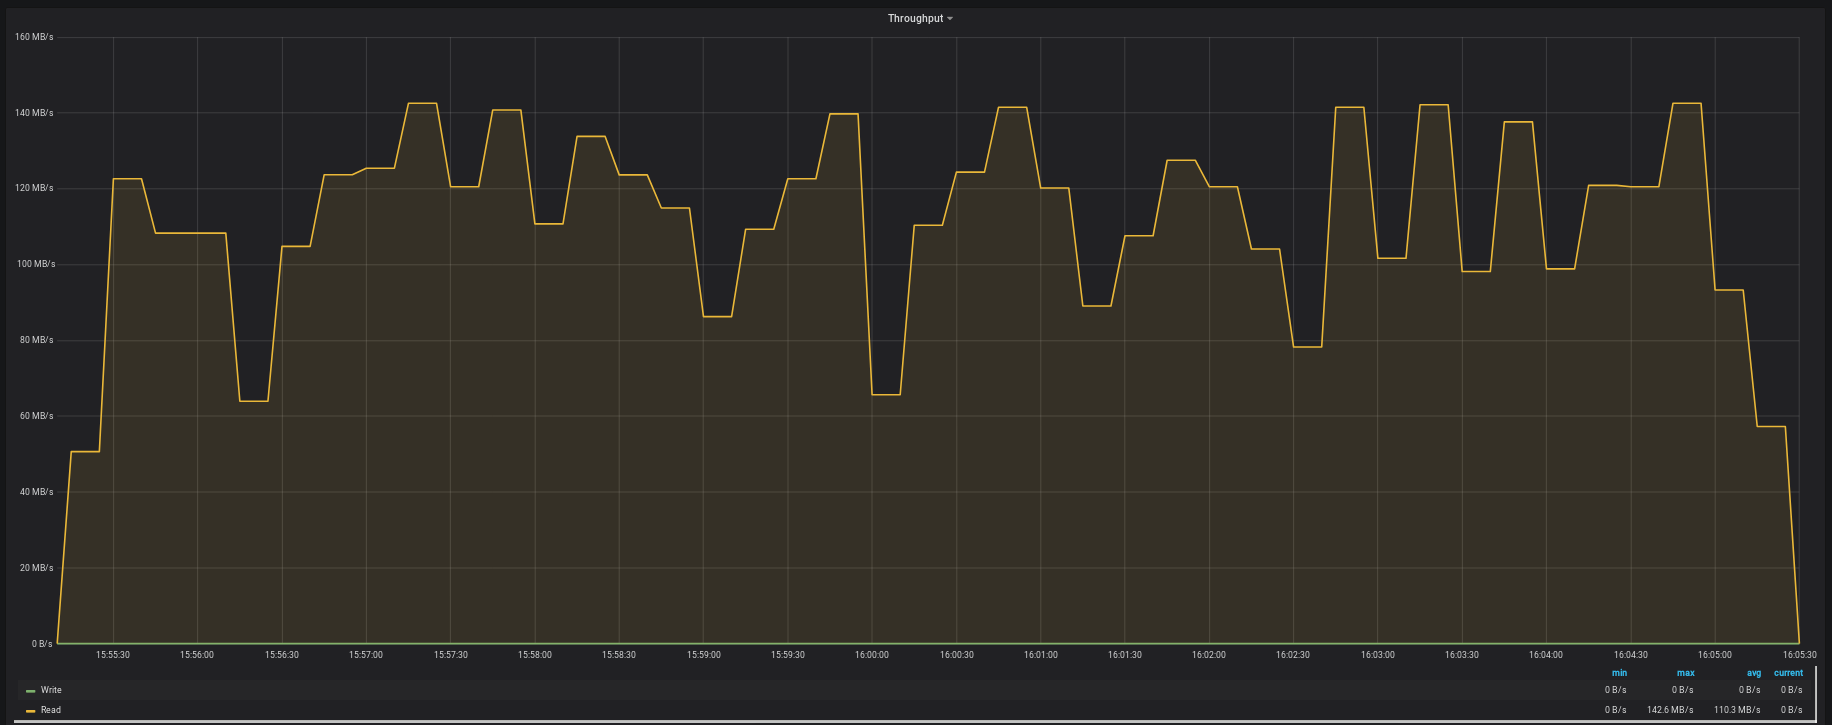 Throughput
160 MB/s
140 MB/s
120 MB/s
100 MB/s
80 MB/s
60 MB/s
40 MB/s
20 MB/s
0 B/s
15:55:30 15:56:00 15:56:30 15:57:00 15:57:30 15:58:00 15:58:30 15:59:00 15:59:30 16:00:00 16:00:30 16:01:00 16:01:30 16:02:00 16:02:30 16:03:00 16:03:30 16:04:00 16:04:30 16:05:00 16:05:30
min max avg current
Write 0 B/s 0 B/s 0 B/s 0 B/s
Read 0 B/s 142.6 MB/s 110.3 MB/s 0 B/s